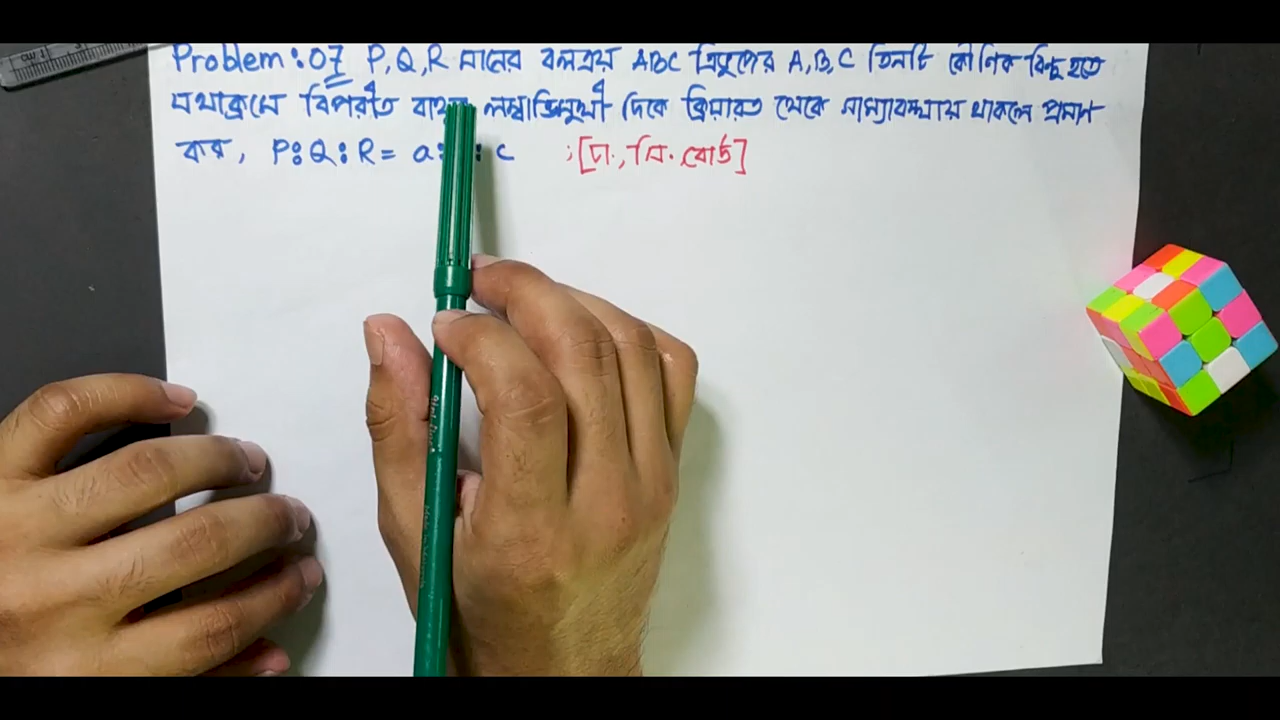 Problem:07 P,Q,R মানের বলত্রয় ABC ত্রিভুজের A,B,C তিনটি কৌণিক বিন্দু হতে
যথাক্রমে বিপরীত লম্বাভিমুখী দিকে ক্রিয়ারত থেকে সাম্যাবস্থায় থাকলে প্রমাণ
কর, P:Q:R= a: : c ;[ঢা.,সি.বোর্ড]